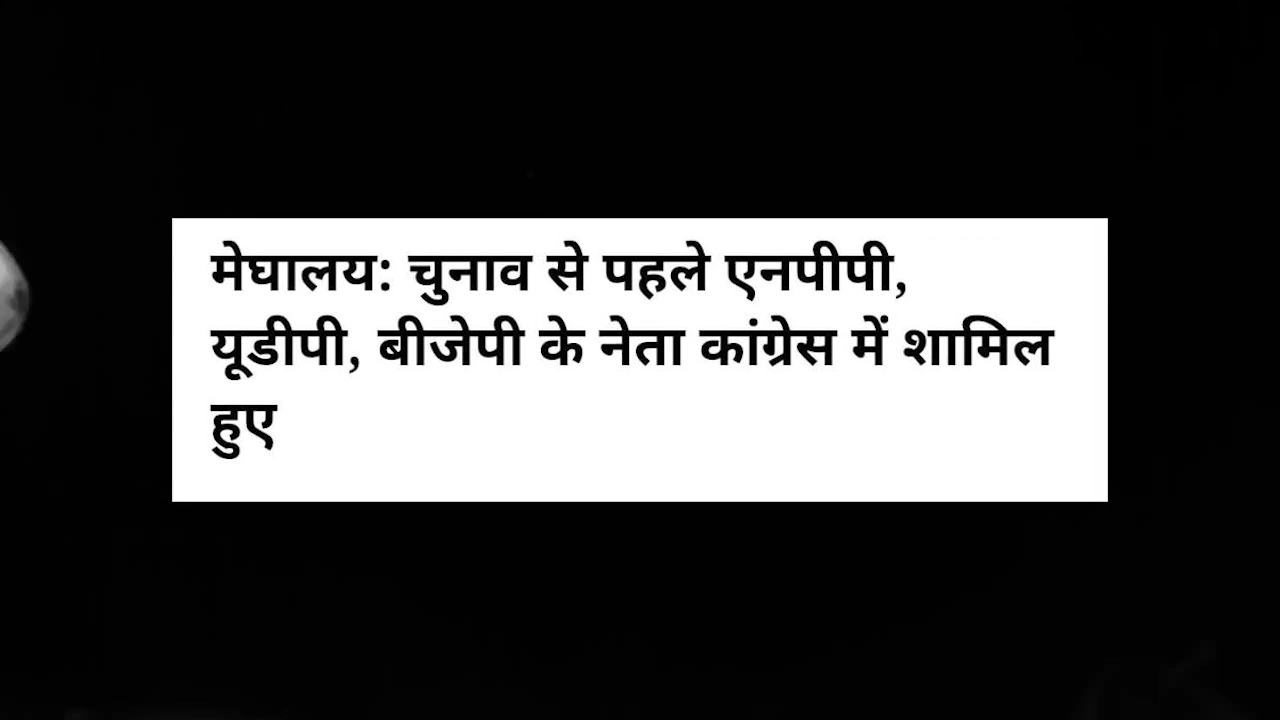 मेघालय: चुनाव से पहले एनपीपी,
यूडीपी, बीजेपी के नेता कांग्रेस में शामिल
हुए